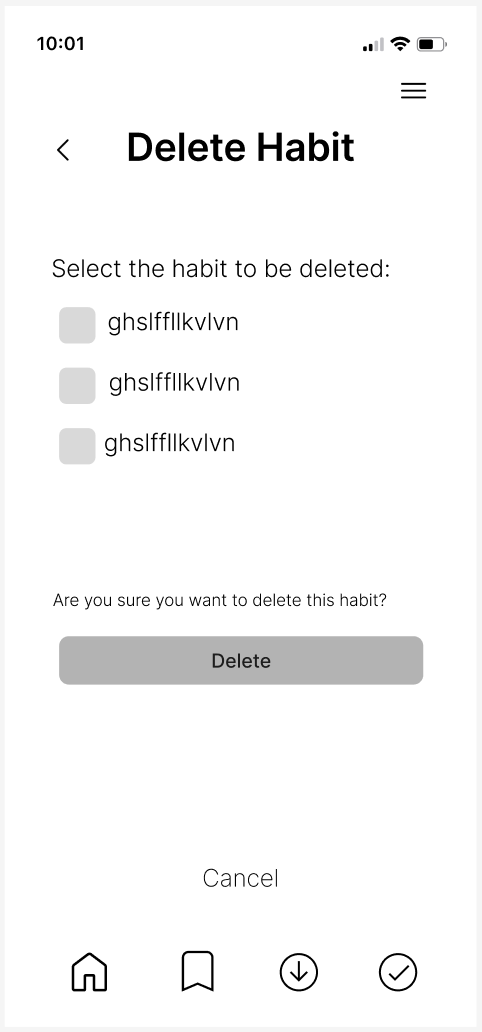 10:01
Delete Habit
Select the habit to be deleted:
ghslffllkvlvn
ghslffllkvlvn
ghslffllkvlvn
Are you sure you want to delete this habit?
Delete
Cancel